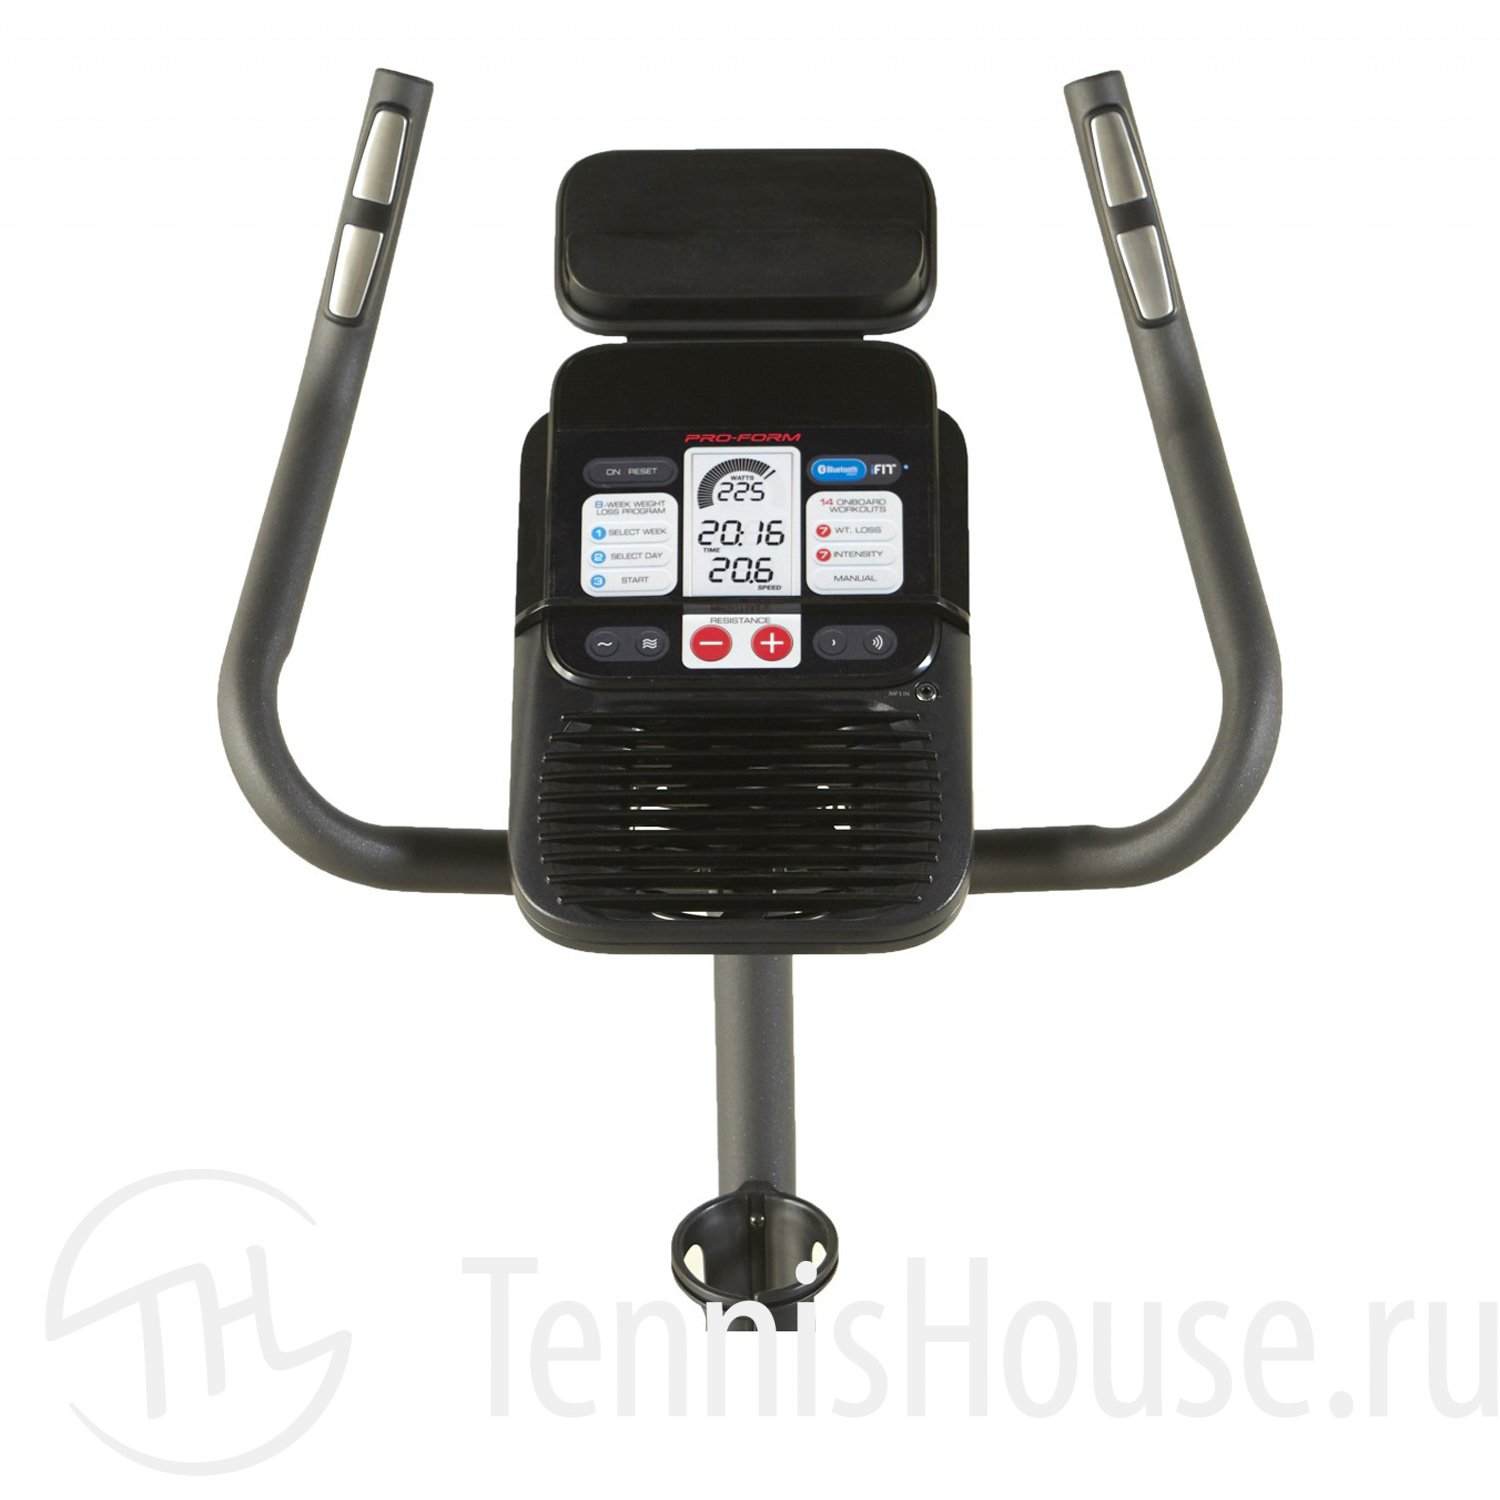 PRO-FORM
ON | RESET
8-WEEK WEIGHT
LOSS PROGRAM
1 SELECT WEEK
2 SELECT DAY
3 START
WATTS
225
20:16
TIME
20.6
SPEED
Bluetooth
iFIT
14 ONBOARD
WORKOUTS
7 WT. LOSS
7 INTENSITY
MANUAL
RESISTANCE
− +
MP3 IN
TH
TennisHouse.ru